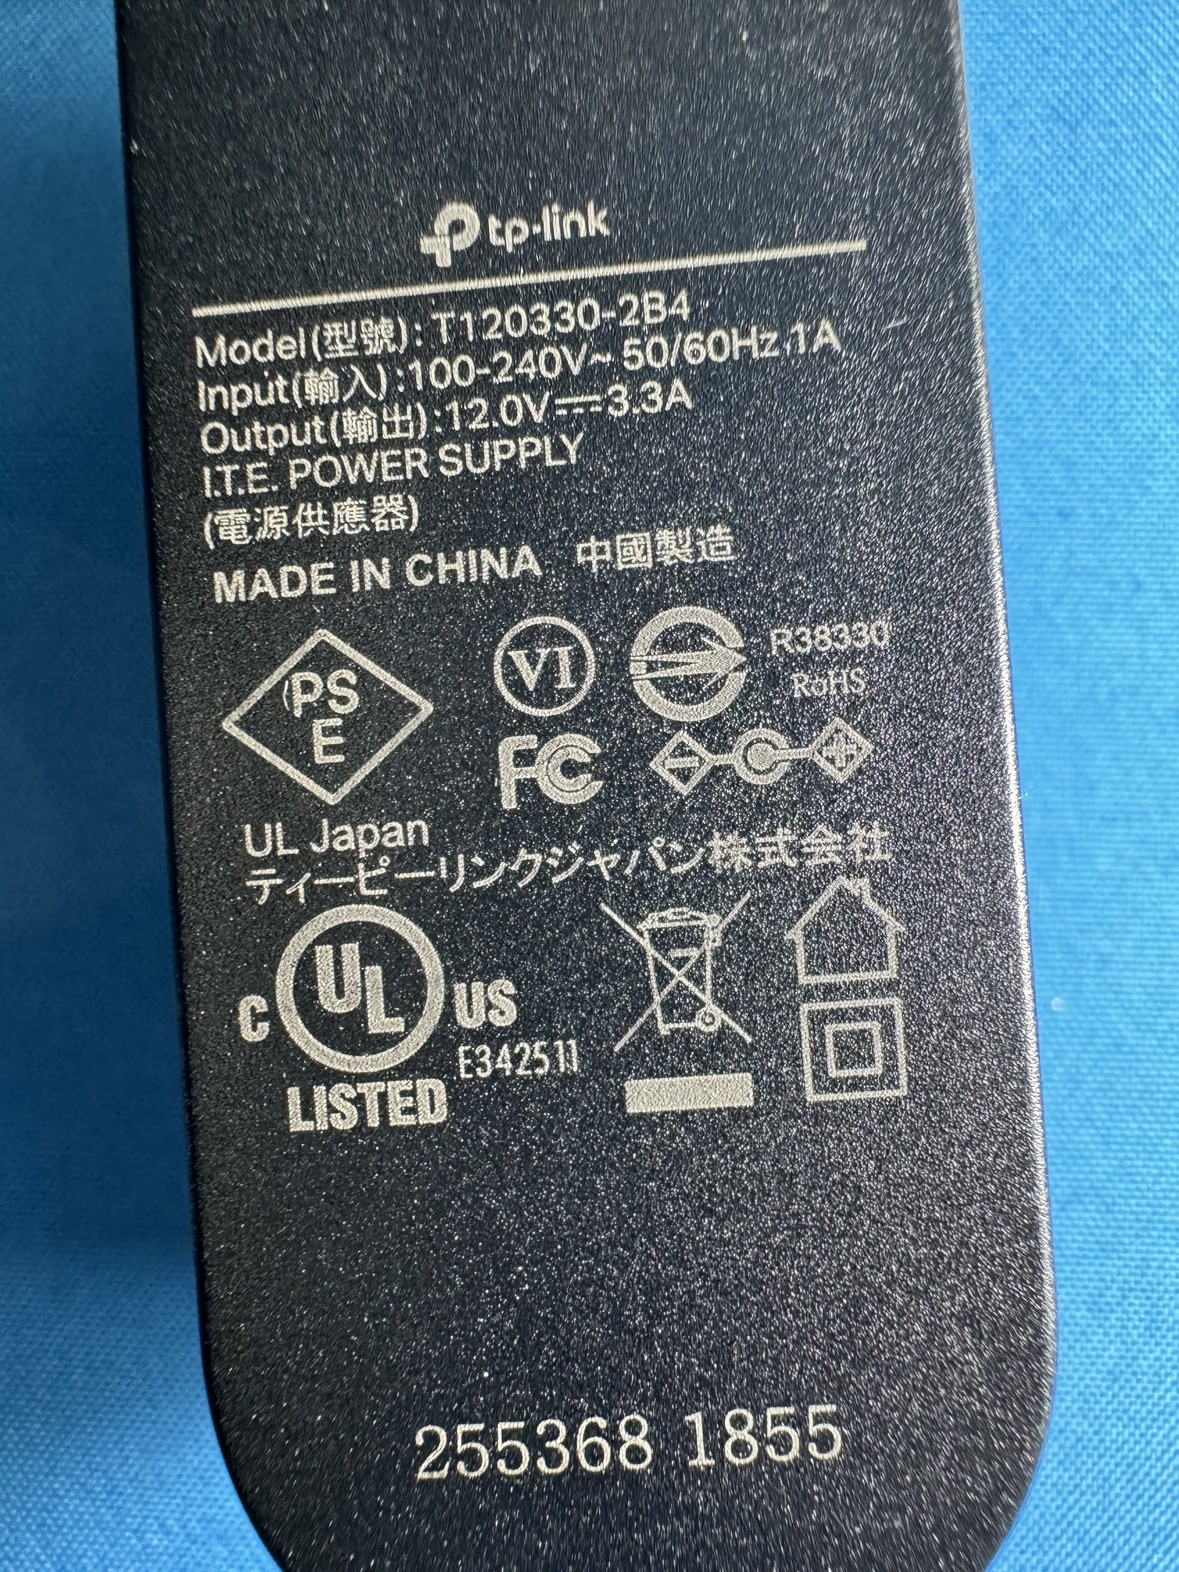 tp-link
Model(型號): T120330-2B4
Input(輸入):100-240V~ 50/60Hz,1A
Output(輸出):12.0V⎓3.3A
I.T.E. POWER SUPPLY
(電源供應器)
MADE IN CHINA 中國製造
PS
E
VI
R38330
RoHS
FC
UL Japan
ティーピーリンクジャパン株式会社
C UL US
E342511
LISTED
255368 1855